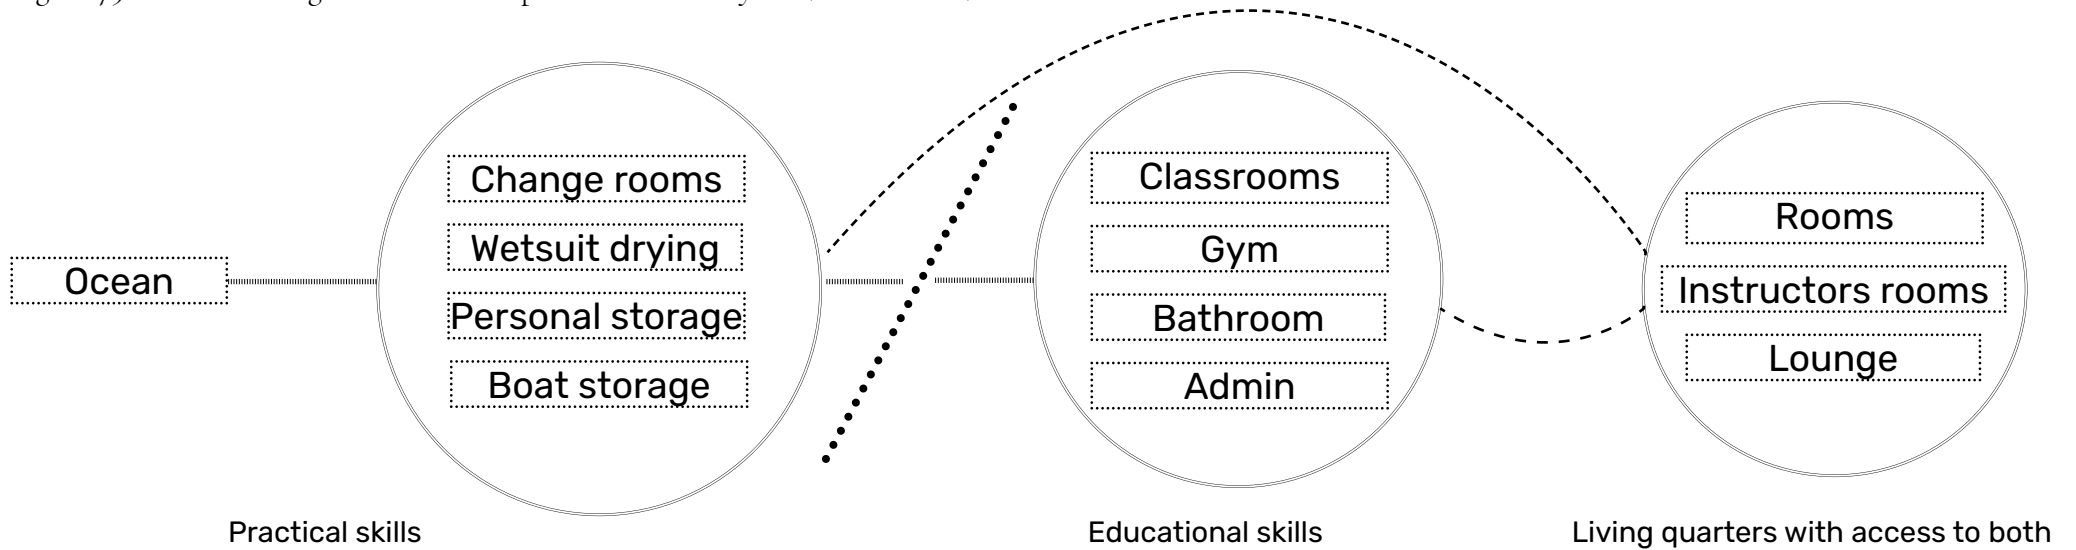 Ocean
Change rooms
Wetsuit drying
Personal storage
Boat storage
Classrooms
Gym
Bathroom
Admin
Rooms
Instructors rooms
Lounge
Practical skills
Educational skills
Living quarters with access to both